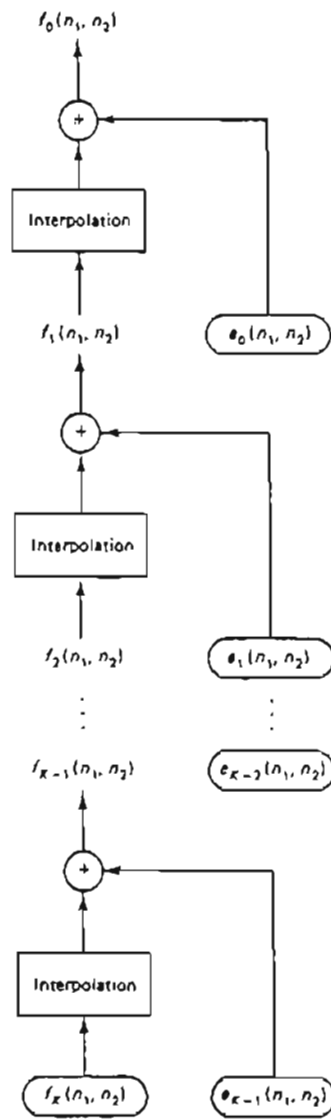 f₀(n₁, n₂)
+
Interpolation
f₁(n₁, n₂)
e₀(n₁, n₂)
+
Interpolation
f₂(n₁, n₂)
e₁(n₁, n₂)
f_{K-1}(n₁, n₂)
e_{K-2}(n₁, n₂)
+
Interpolation
f_K(n₁, n₂)
e_{K-1}(n₁, n₂)